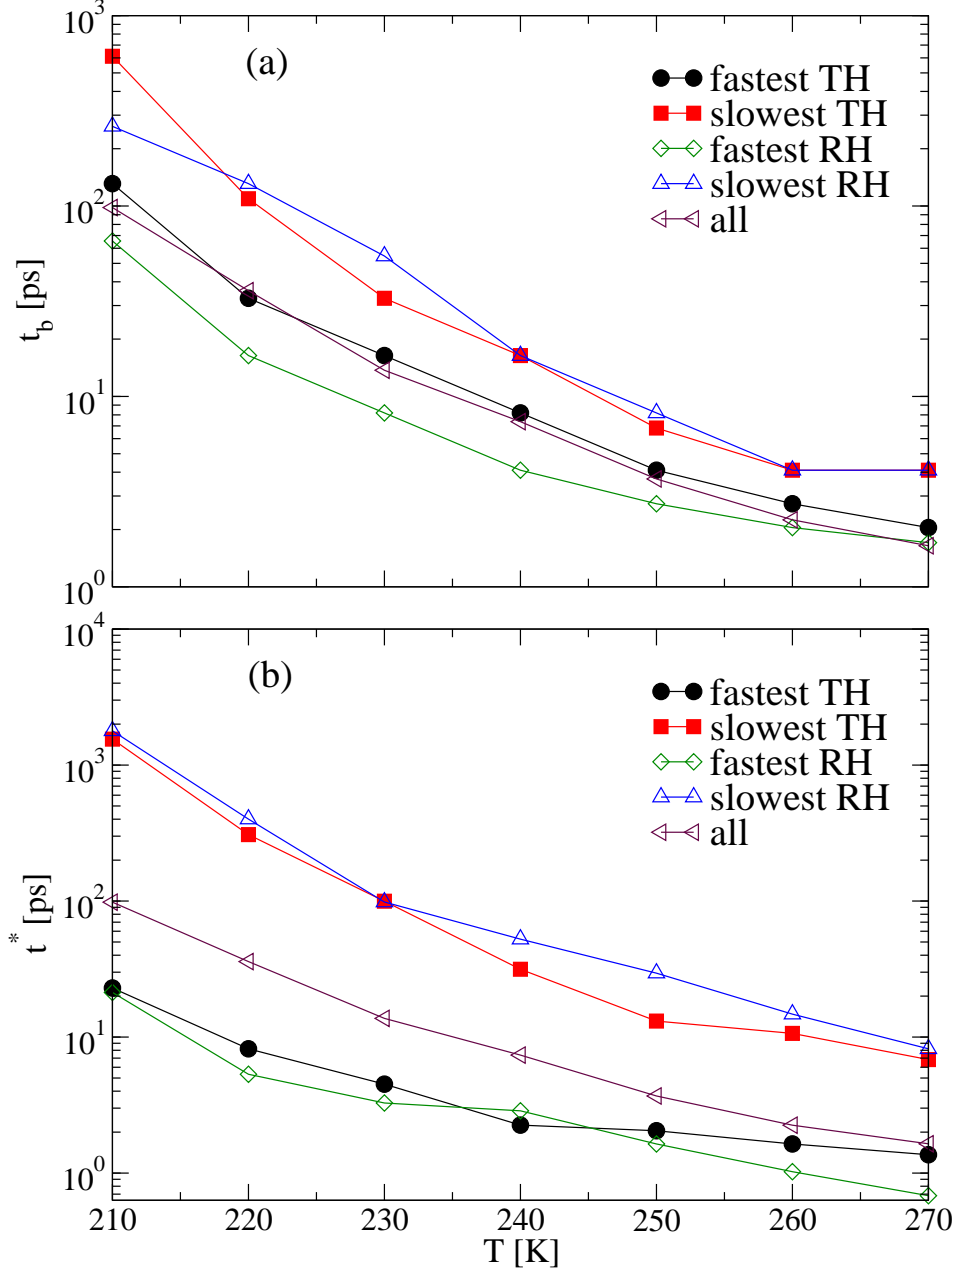 10^3
(a)
fastest TH
slowest TH
fastest RH
slowest RH
all
10^2
t_b [ps]
10^1
10^0
10^4
(b)
fastest TH
slowest TH
fastest RH
slowest RH
all
10^3
10^2
t^* [ps]
10^1
10^0
210 220 230 240 250 260 270
T [K]